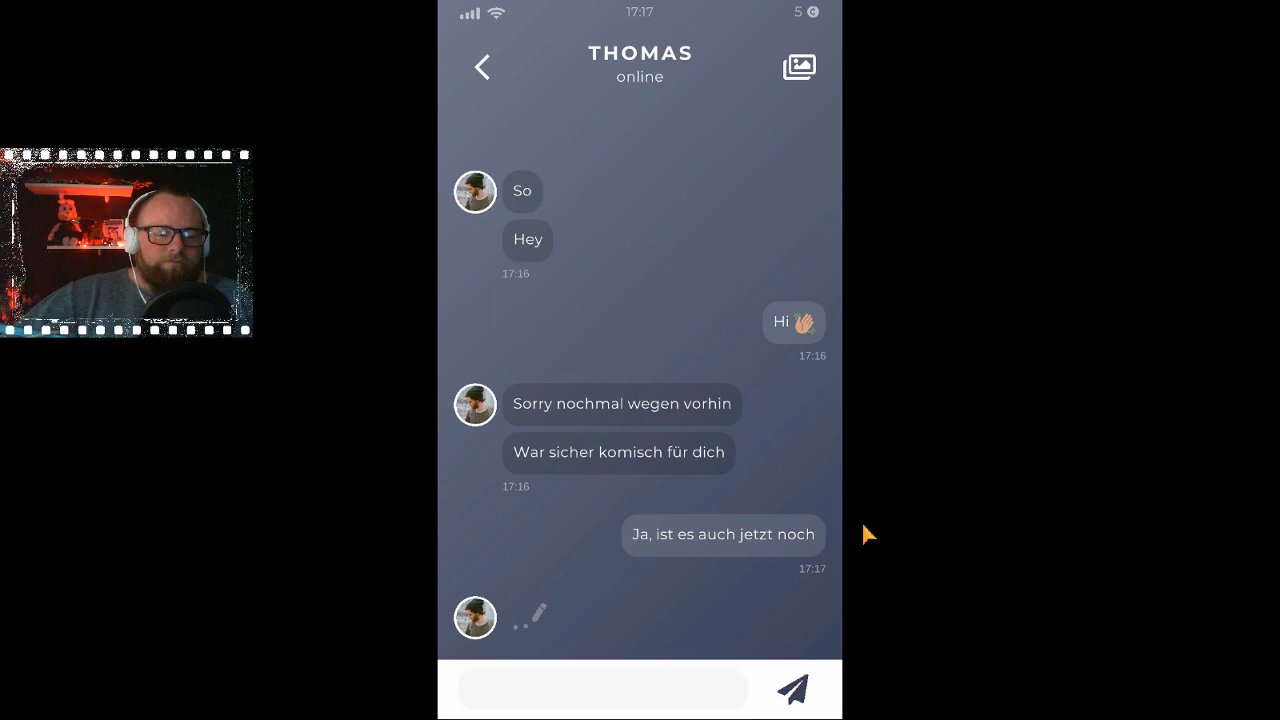 17:17
5
THOMAS
online
So
Hey
17:16
Hi 👋🏼
17:16
Sorry nochmal wegen vorhin
War sicher komisch für dich
17:16
Ja, ist es auch jetzt noch
17:17